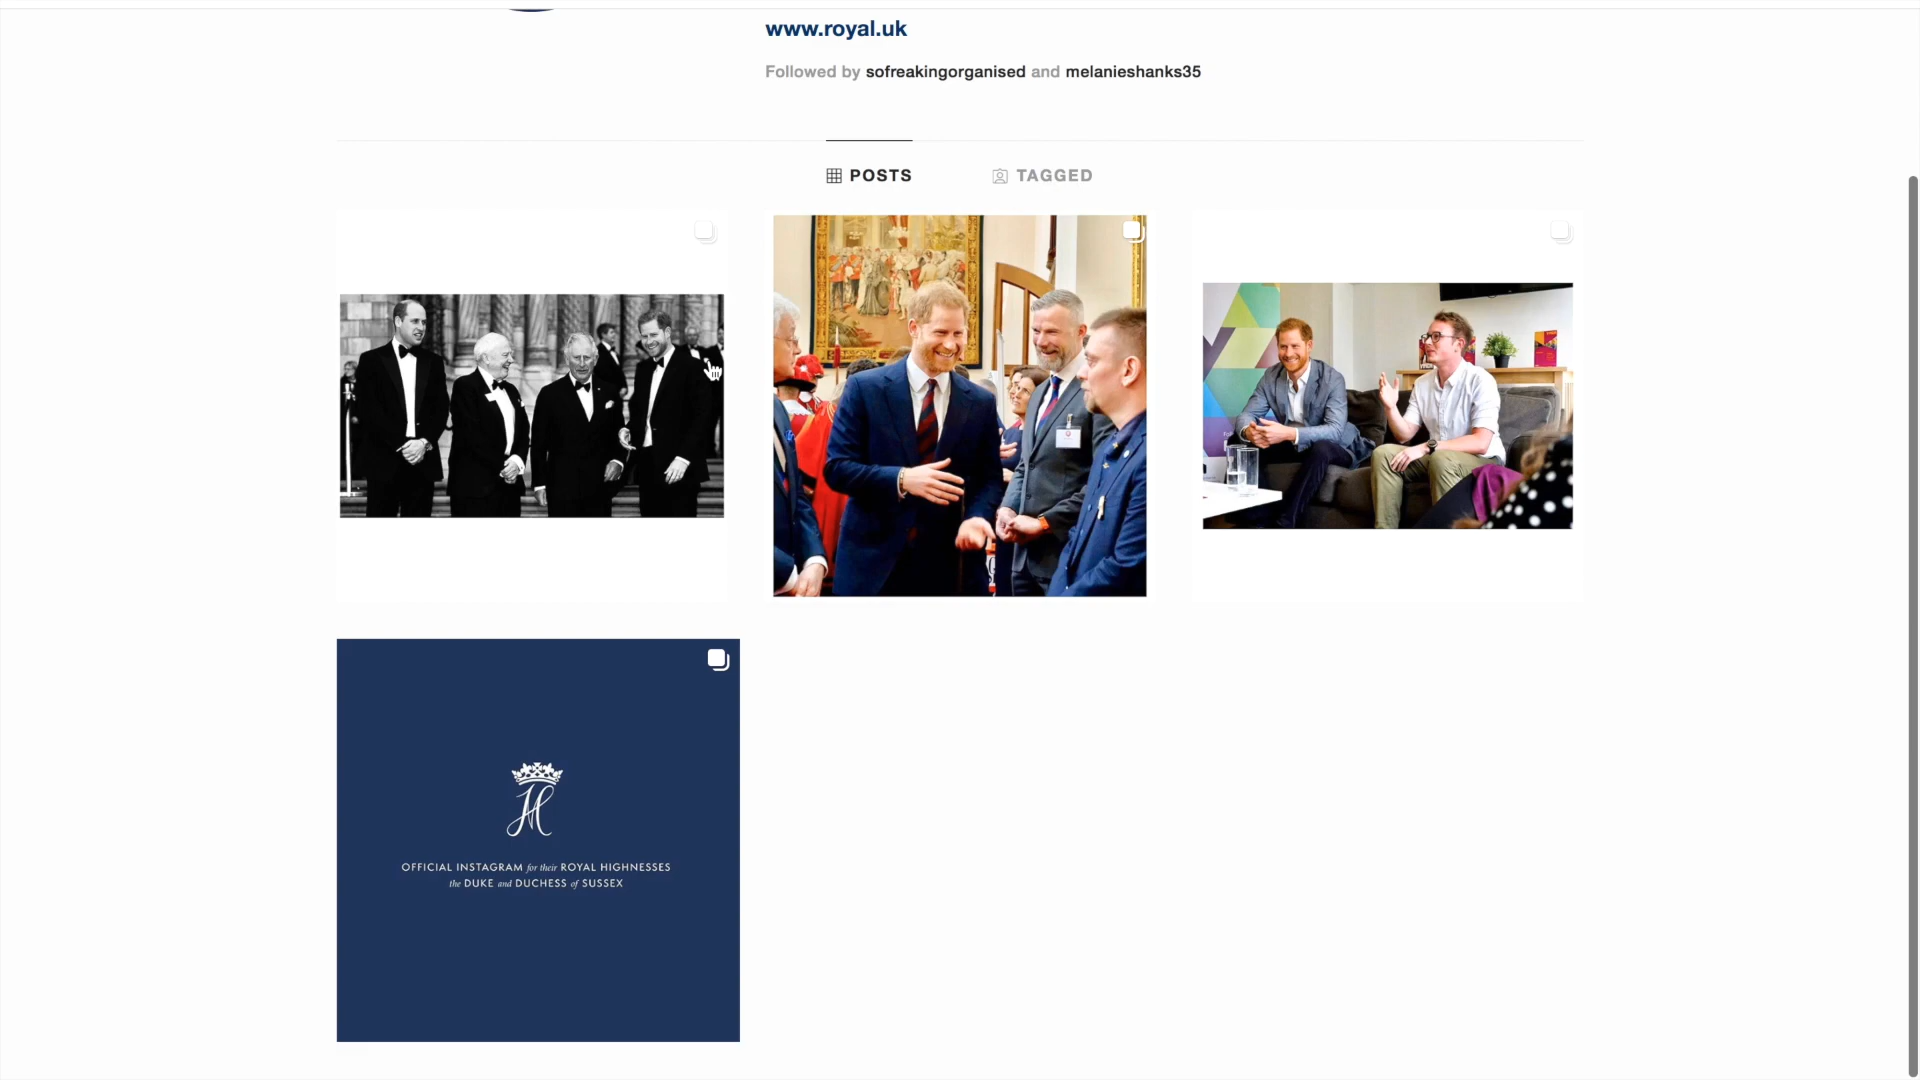 www.royal.uk
Followed by sofreakingorganised and melanieshanks35
POSTS
TAGGED
OFFICIAL INSTAGRAM for their ROYAL HIGHNESSES
the DUKE and DUCHESS of SUSSEX